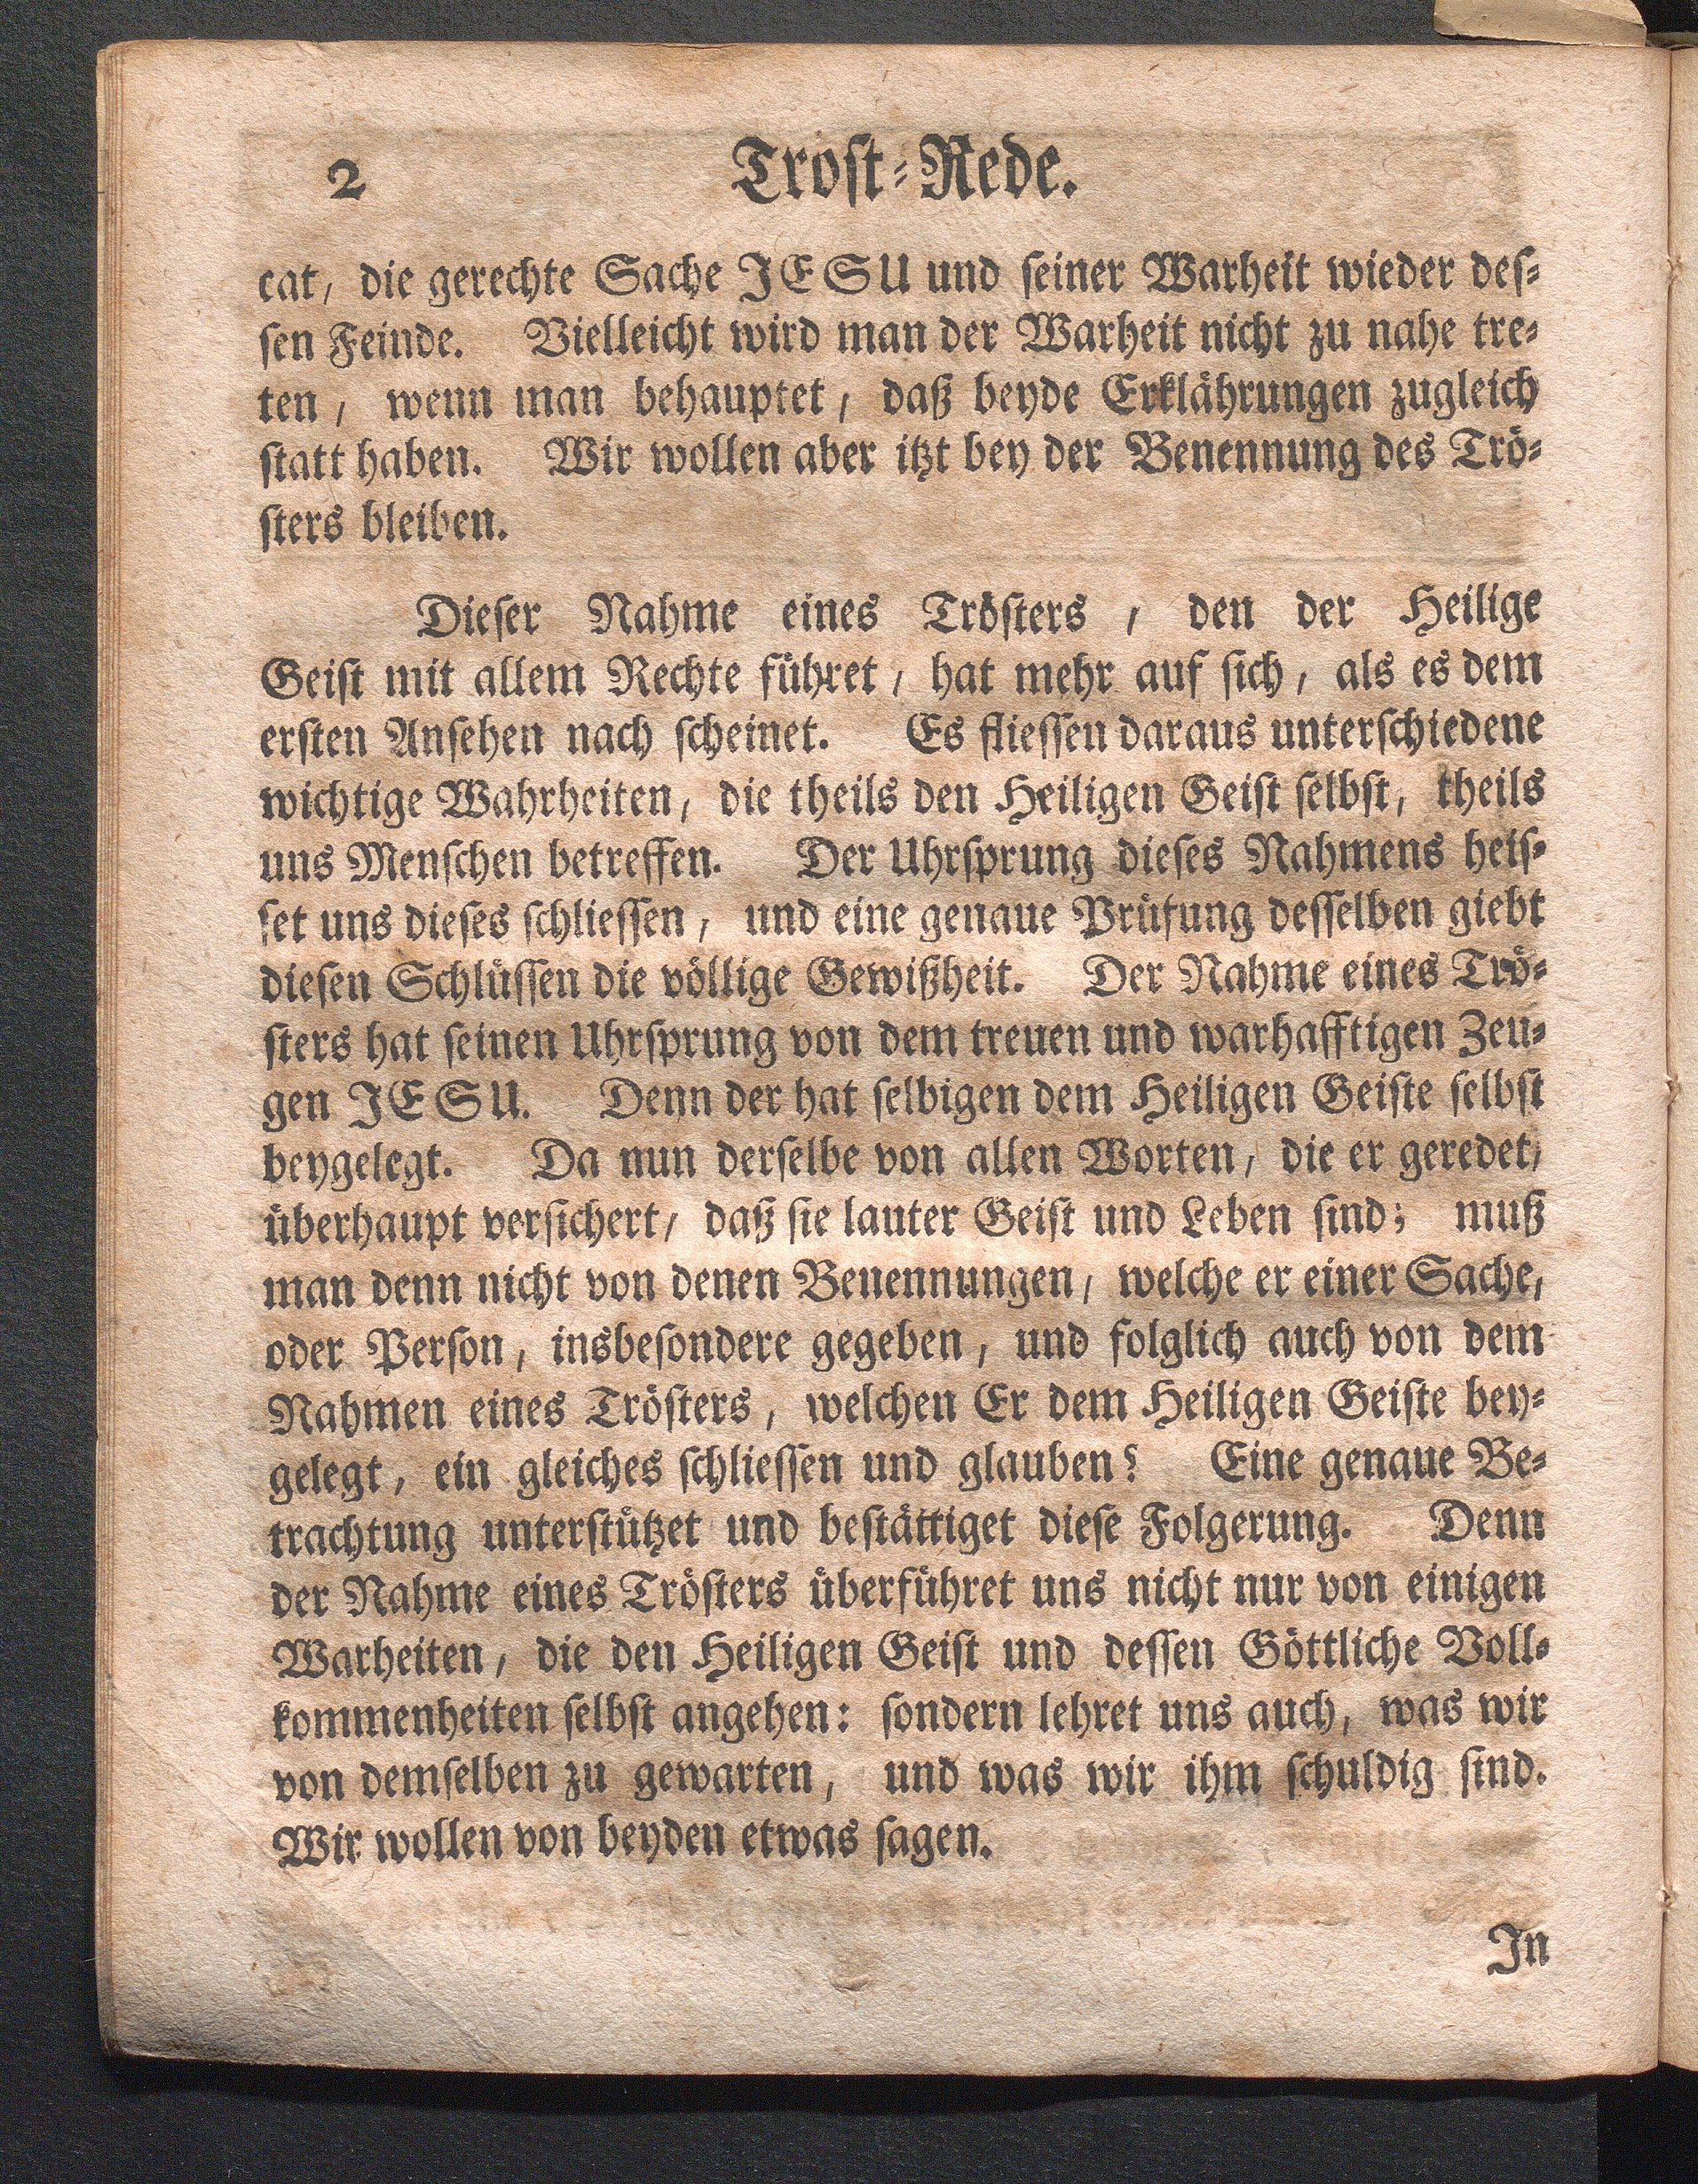 2 Trost⸗Rede.
cat, die gerechte Sache JESU und ſeiner Warheit wieder deſ⸗
ſen Feinde. Vielleicht wird man der Warheit nicht zu nahe tre⸗
ten, wenn man behauptet, daß beyde Erklährungen zugleich
ſtatt haben. Wir wollen aber itzt bey der Benennung des Trö⸗
ſters bleiben.
Dieſer Nahme eines Tröſters, den der Heilige
Geiſt mit allem Rechte führet, hat mehr auf ſich, als es dem
erſten Anſehen nach ſcheinet. Es flieſſen daraus unterſchiedene
wichtige Wahrheiten, die theils den Heiligen Geiſt ſelbſt, theils
uns Menſchen betreffen. Der Uhrſprung dieſes Nahmens heiſ⸗
ſet uns dieſes ſchlieſſen, und eine genaue Prüfung deſſelben giebt
dieſen Schlüſſen die völlige Gewißheit. Der Nahme eines Trö⸗
ſters hat ſeinen Uhrſprung von dem treuen und warhafftigen Zeu⸗
gen JESU. Denn der hat ſelbigen dem Heiligen Geiſte ſelbſt
beygelegt. Da nun derſelbe von allen Worten, die er geredet,
überhaupt verſichert, daß ſie lauter Geiſt und Leben ſind; muß
man denn nicht von denen Benennungen, welche er einer Sache,
oder Perſon, insbeſondere gegeben, und folglich auch von dem
Nahmen eines Tröſters, welchen Er dem Heiligen Geiſte bey⸗
gelegt, ein gleiches ſchlieſſen und glauben? Eine genaue Be⸗
trachtung unterſtützet und beſtättiget dieſe Folgerung. Denn
der Nahme eines Tröſters überführet uns nicht nur von einigen
Warheiten, die den Heiligen Geiſt und deſſen Göttliche Voll⸗
kommenheiten ſelbſt angehen: ſondern lehret uns auch, was wir
von demſelben zu gewarten, und was wir ihm ſchuldig ſind.
Wir wollen von beyden etwas ſagen.
In